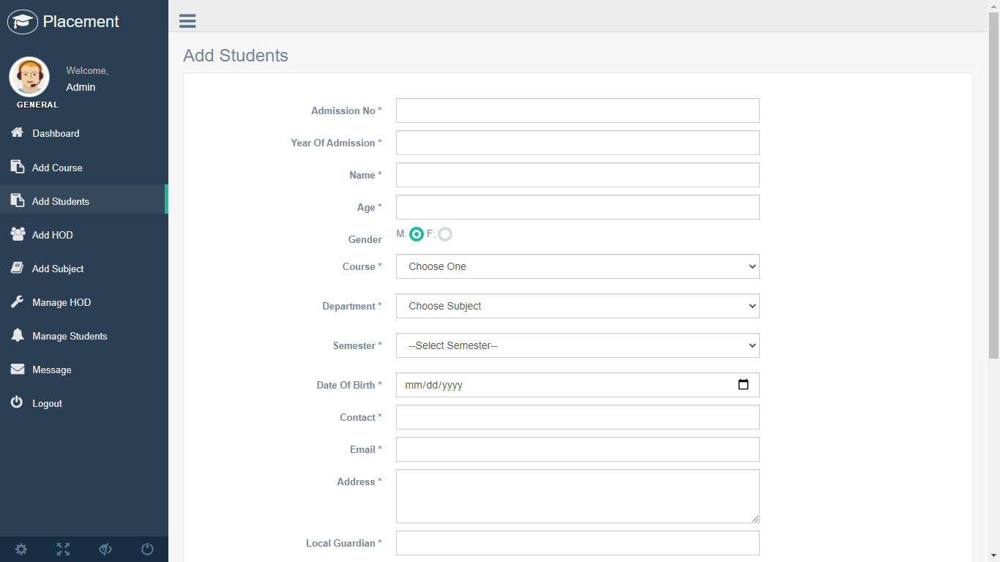 Placement
Welcome,
Admin
GENERAL
Dashboard
Add Course
Add Students
Add HOD
Add Subject
Manage HOD
Manage Students
Message
Logout
Add Students
Admission No *
Year Of Admission *
Name *
Age *
Gender M: F:
Course * Choose One
Department * Choose Subject
Semester * --Select Semester--
Date Of Birth * mm/dd/yyyy
Contact *
Email *
Address *
Local Guardian *